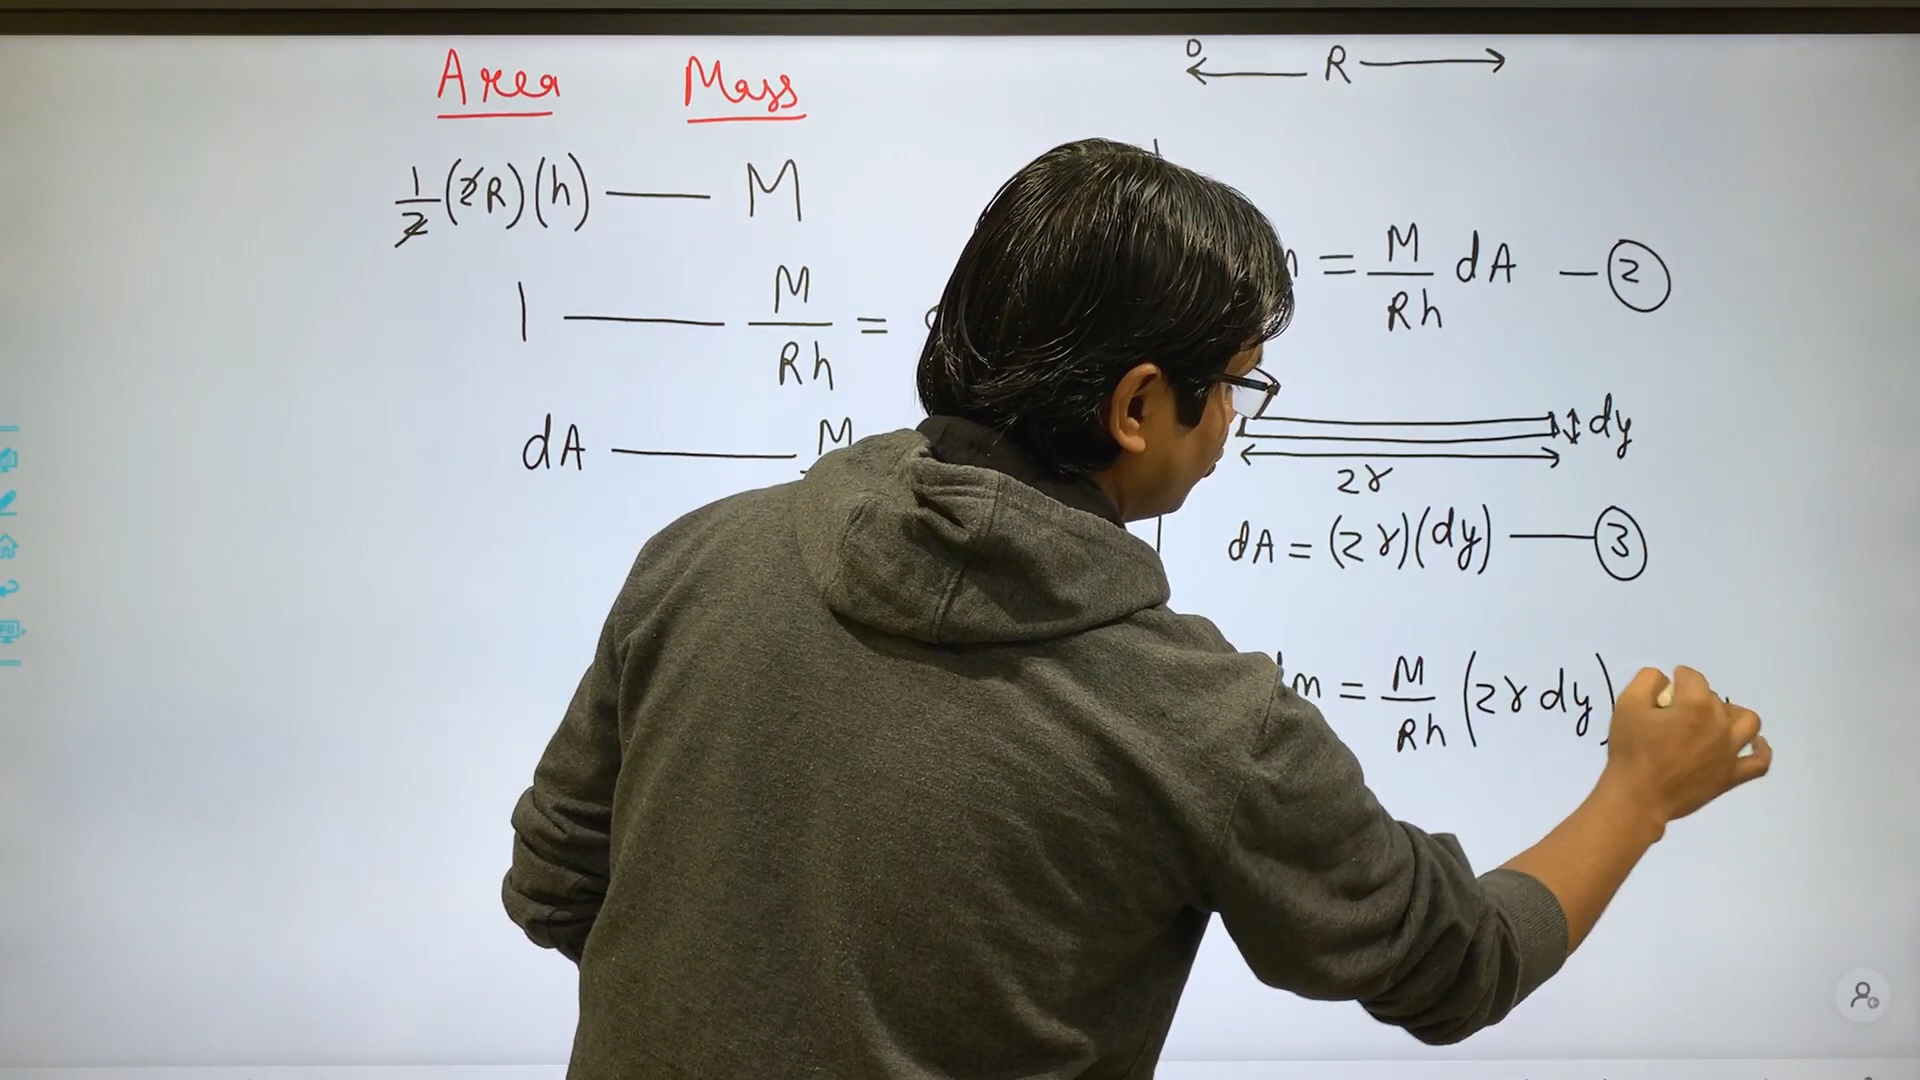 Area Mass
1/2 (2R)(h) — M
1 — M/Rh =
dA — M
R
= M/Rh dA — 2
dy
2r
dA = (2r)(dy) — 3
m = M/Rh (2r dy)